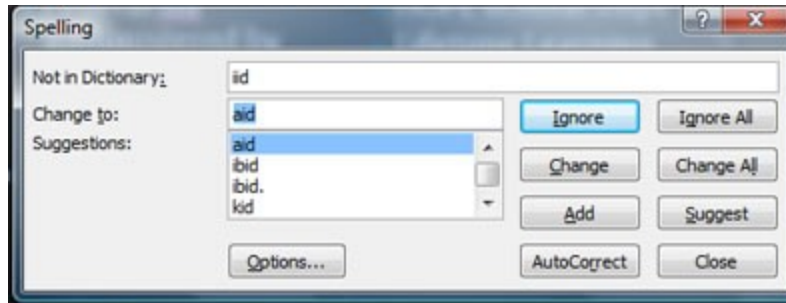 Spelling
Not in Dictionary:
iid
Change to:
aid
Ignore
Ignore All
Suggestions:
aid
ibid
ibid.
kid
Change
Change All
Add
Suggest
Options...
AutoCorrect
Close